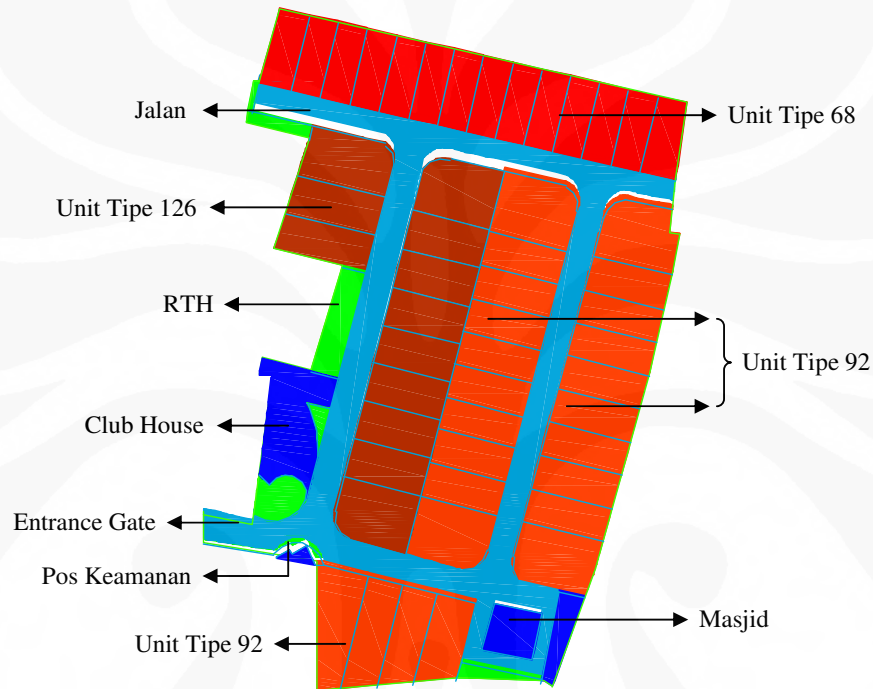 Jalan
Unit Tipe 68
Unit Tipe 126
RTH
Unit Tipe 92
Club House
Entrance Gate
Pos Keamanan
Masjid
Unit Tipe 92